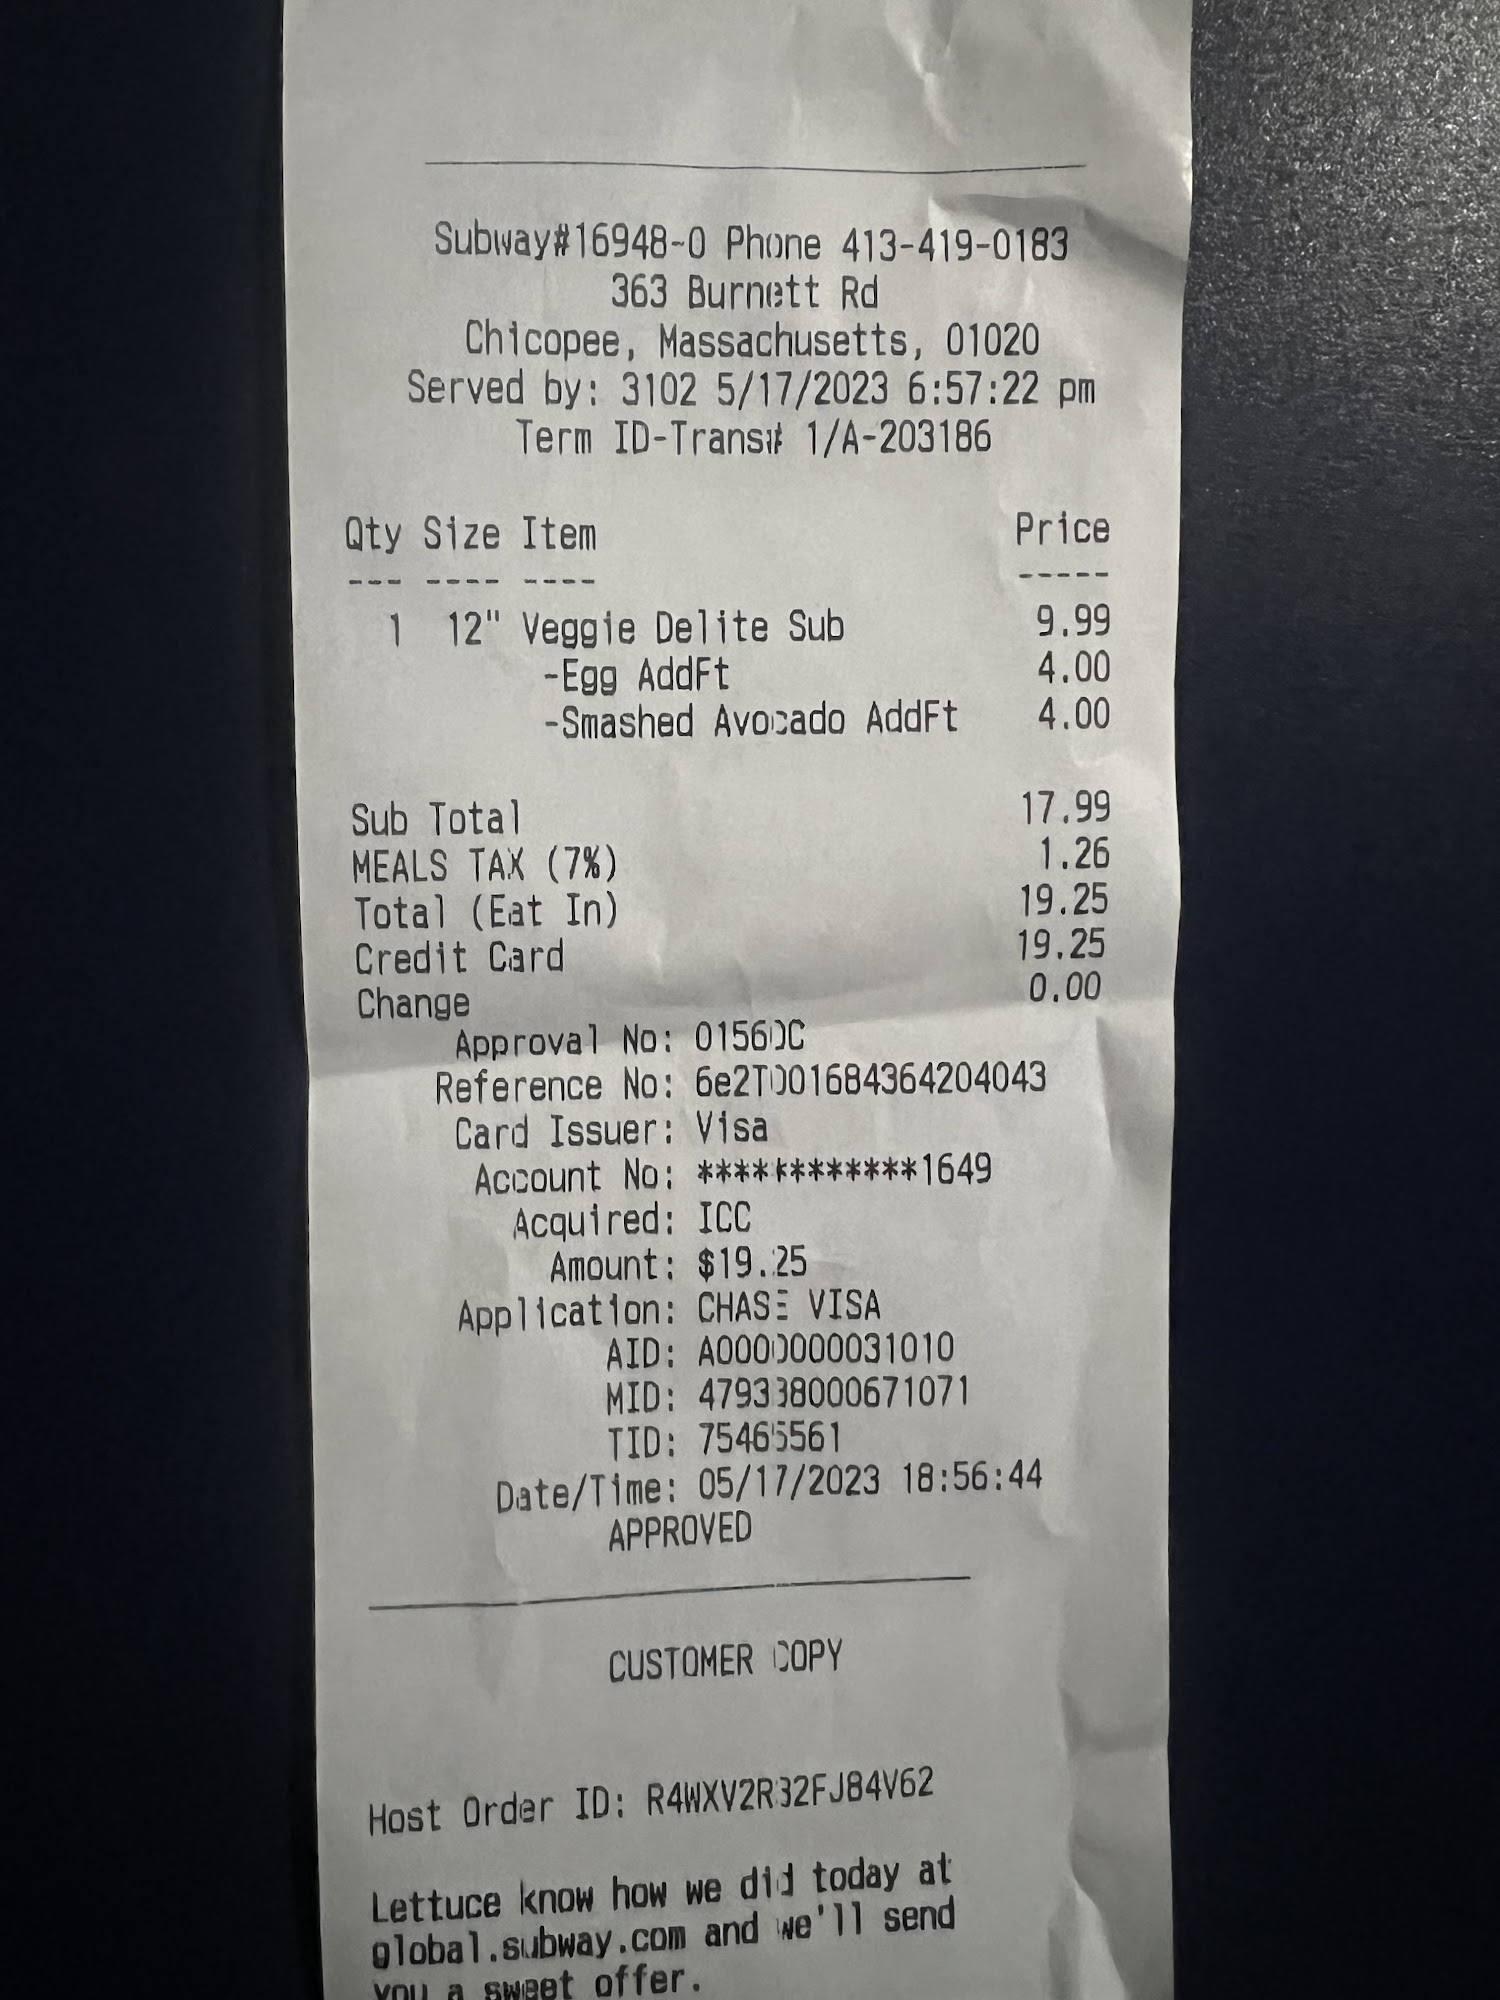 Subway#16948-0 Phone 413-419-0183
363 Burnett Rd
Chicopee, Massachusetts, 01020
Served by: 3102 5/17/2023 6:57:22 pm
Term ID-Trans# 1/A-203186
Qty Size Item Price
--- ---- ---- -----
1 12" Veggie Delite Sub 9.99
-Egg AddFt 4.00
-Smashed Avocado AddFt 4.00
Sub Total 17.99
MEALS TAX (7%) 1.26
Total (Eat In) 19.25
Credit Card 19.25
Change 0.00
Approval No: 01560C
Reference No: 6e2T001684364204043
Card Issuer: Visa
Account No: ************1649
Acquired: ICC
Amount: $19.25
Application: CHASE VISA
AID: A0000000031010
MID: 479338000671071
TID: 75465561
Date/Time: 05/17/2023 18:56:44
APPROVED
CUSTOMER COPY
Host Order ID: R4WXV2R32FJ84V62
Lettuce know how we did today at
global.subway.com and we'll send
you a sweet offer.